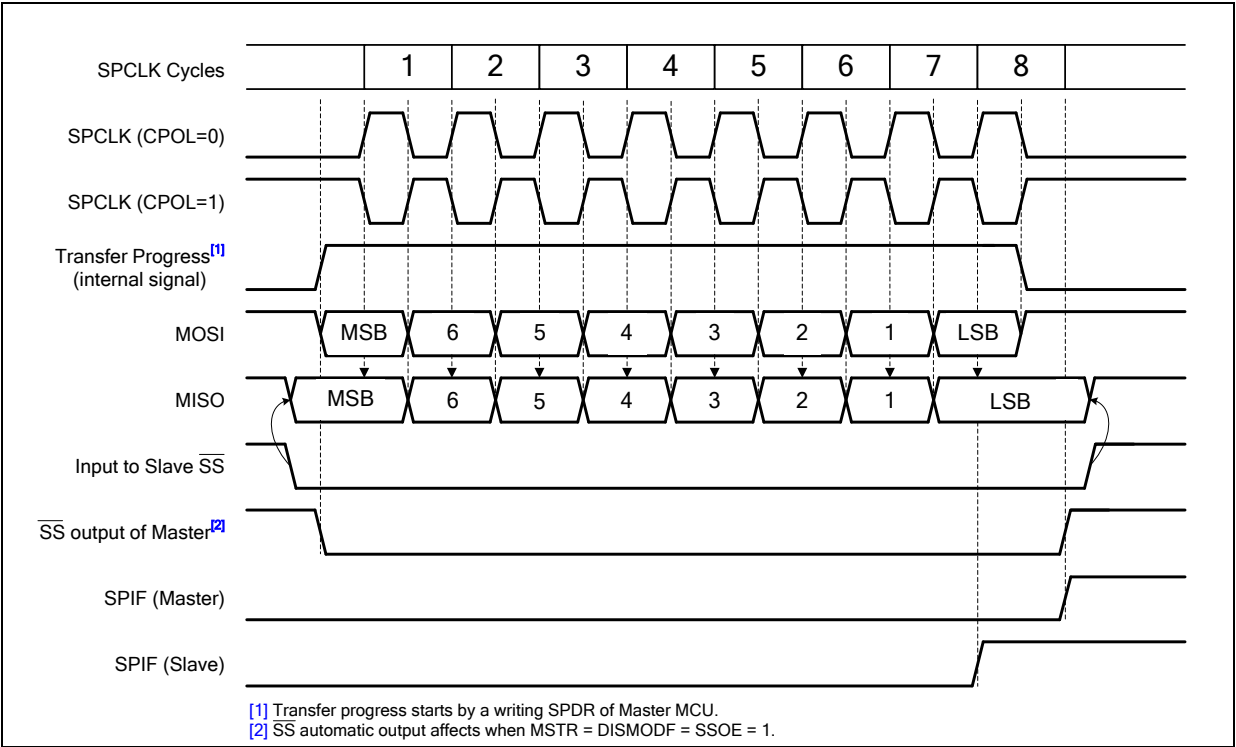 SPCLK Cycles 1 2 3 4 5 6 7 8
SPCLK (CPOL=0)
SPCLK (CPOL=1)
Transfer Progress[1]
(internal signal)
MOSI MSB 6 5 4 3 2 1 LSB
MISO MSB 6 5 4 3 2 1 LSB
Input to Slave S̅S̅
S̅S̅ output of Master[2]
SPIF (Master)
SPIF (Slave)
[1] Transfer progress starts by a writing SPDR of Master MCU.
[2] S̅S̅ automatic output affects when MSTR = DISMODF = SSOE = 1.